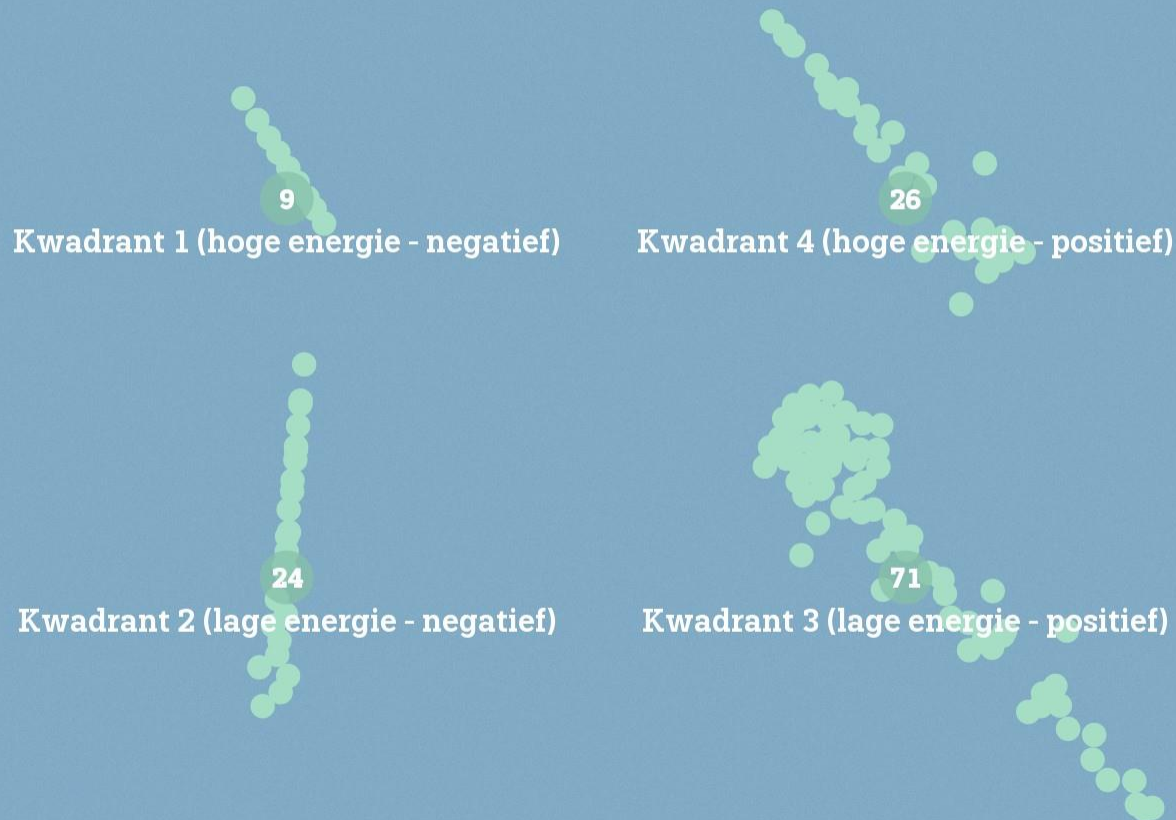 9
Kwadrant 1 (hoge energie - negatief)
26
Kwadrant 4 (hoge energie - positief)
24
Kwadrant 2 (lage energie - negatief)
71
Kwadrant 3 (lage energie - positief)